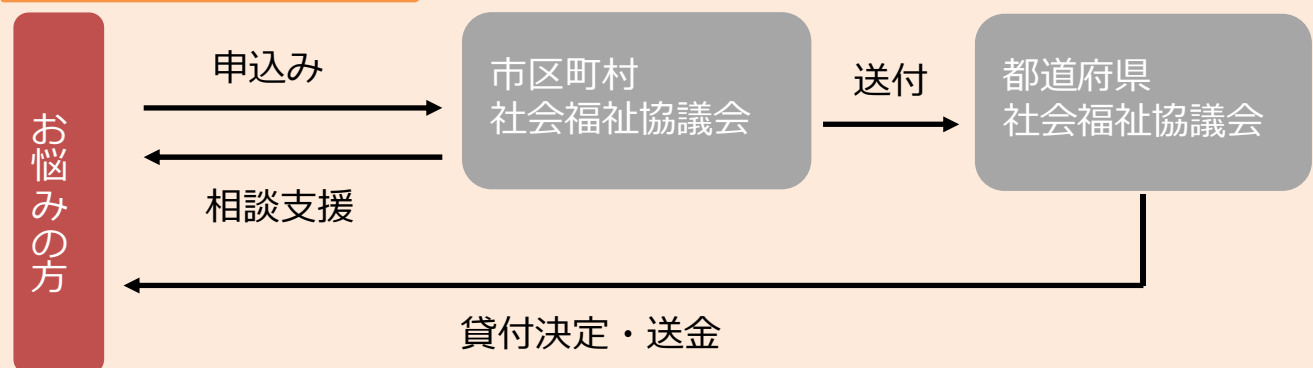 お悩みの方
申込み
相談支援
市区町村
社会福祉協議会
送付
都道府県
社会福祉協議会
貸付決定・送金